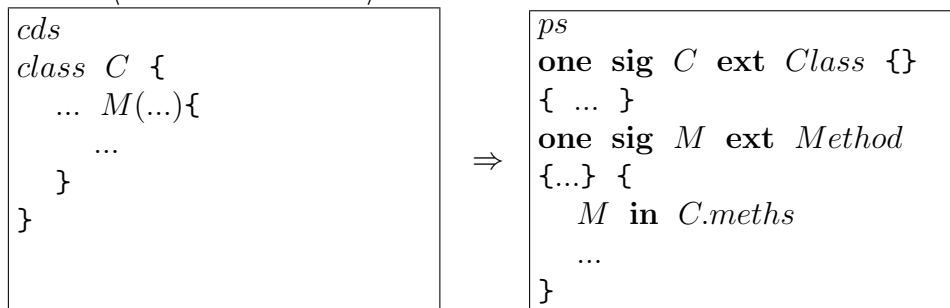 cds
class C {
... M(...){
...
}
}
⇒
ps
one sig C ext Class {}
{ ... }
one sig M ext Method
{...} {
M in C.meths
...
}